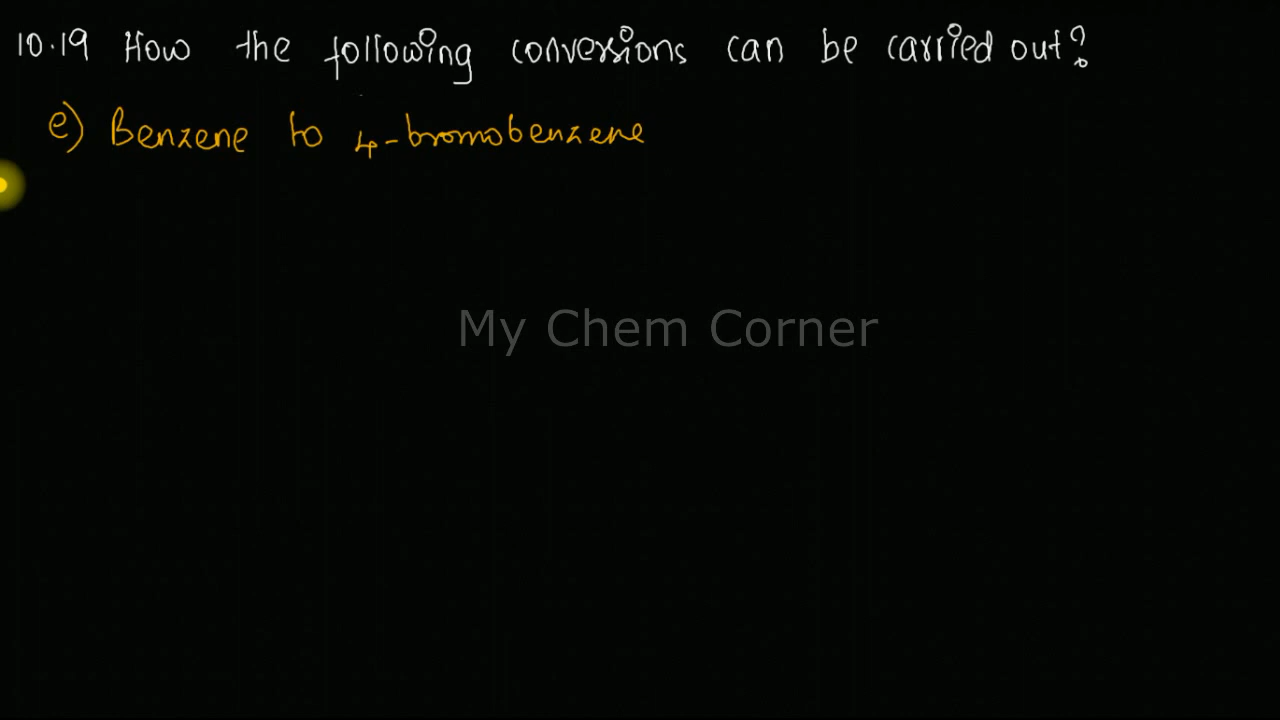 10.19 How the following conversions can be carried out?
e) Benzene to 4-bromobenzene
My Chem Corner